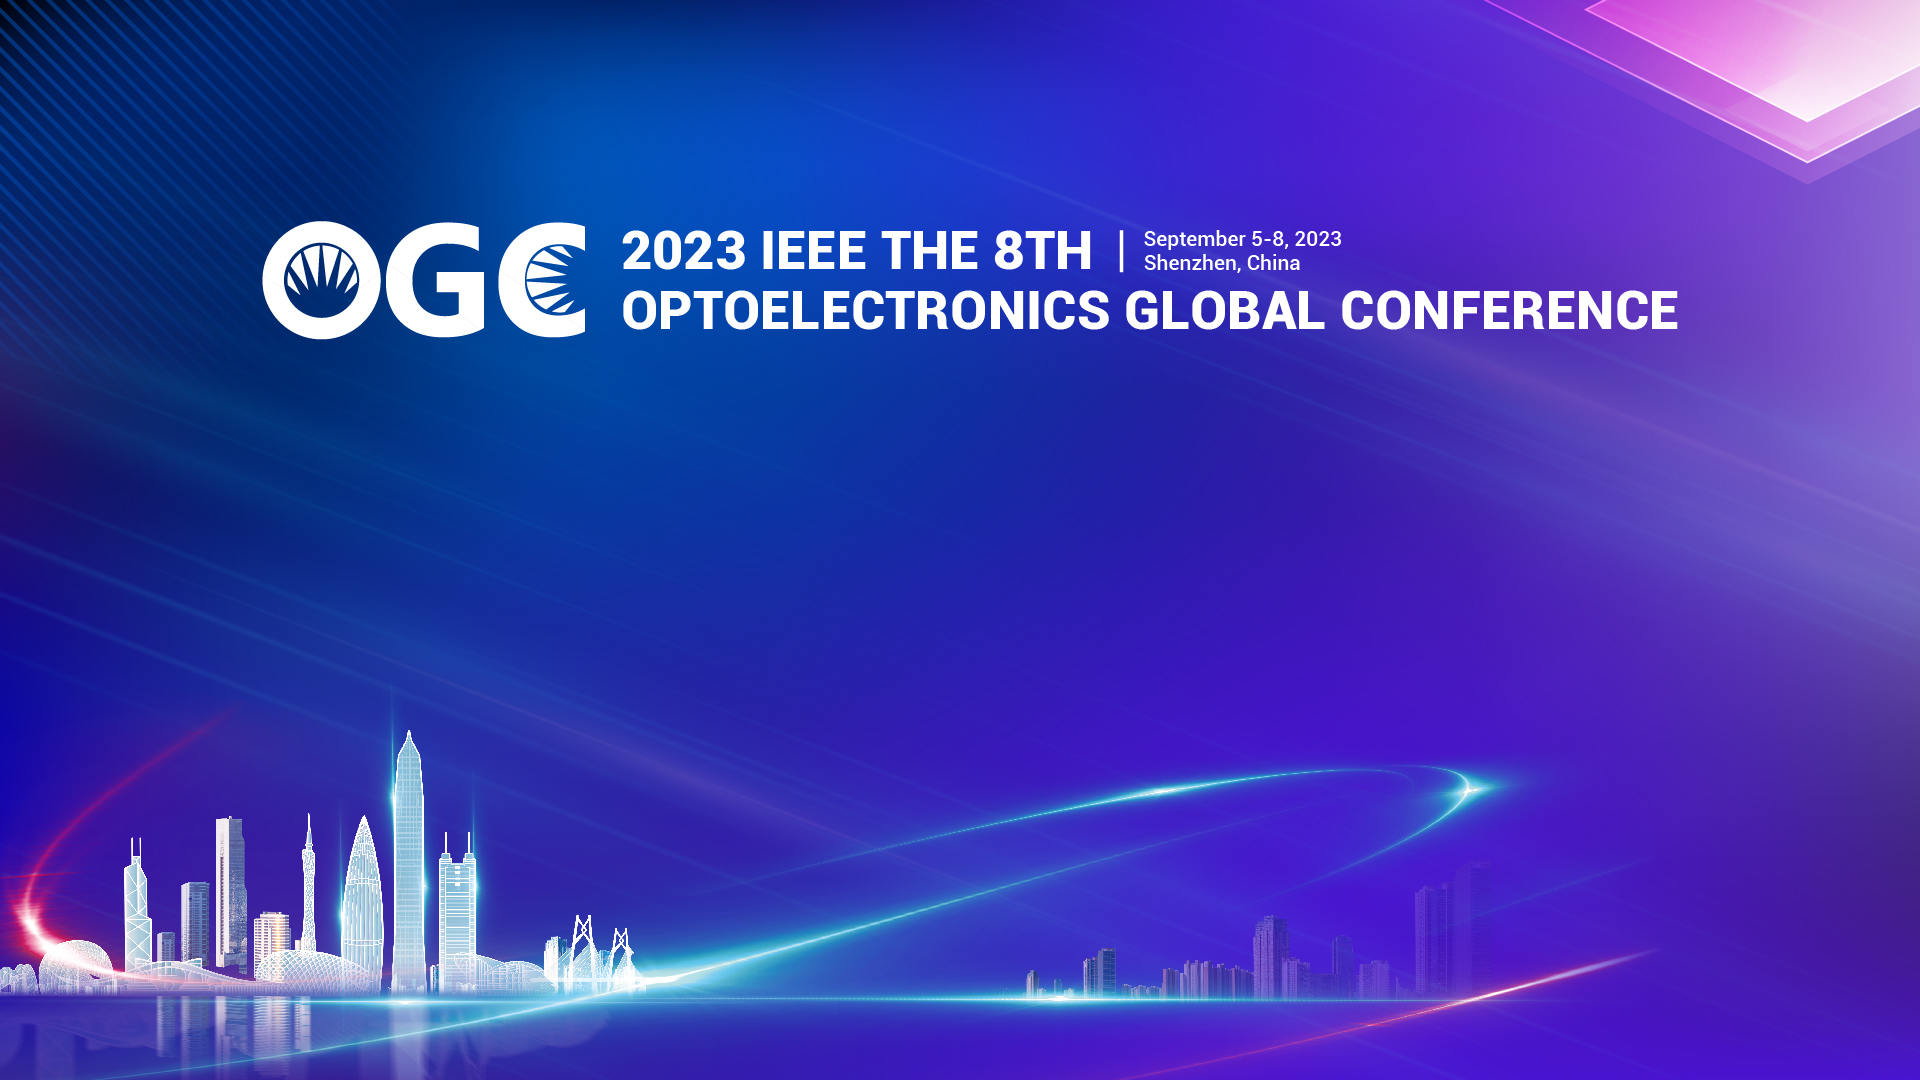 OGC
2023 IEEE THE 8TH
September 5-8, 2023
Shenzhen, China
OPTOELECTRONICS GLOBAL CONFERENCE